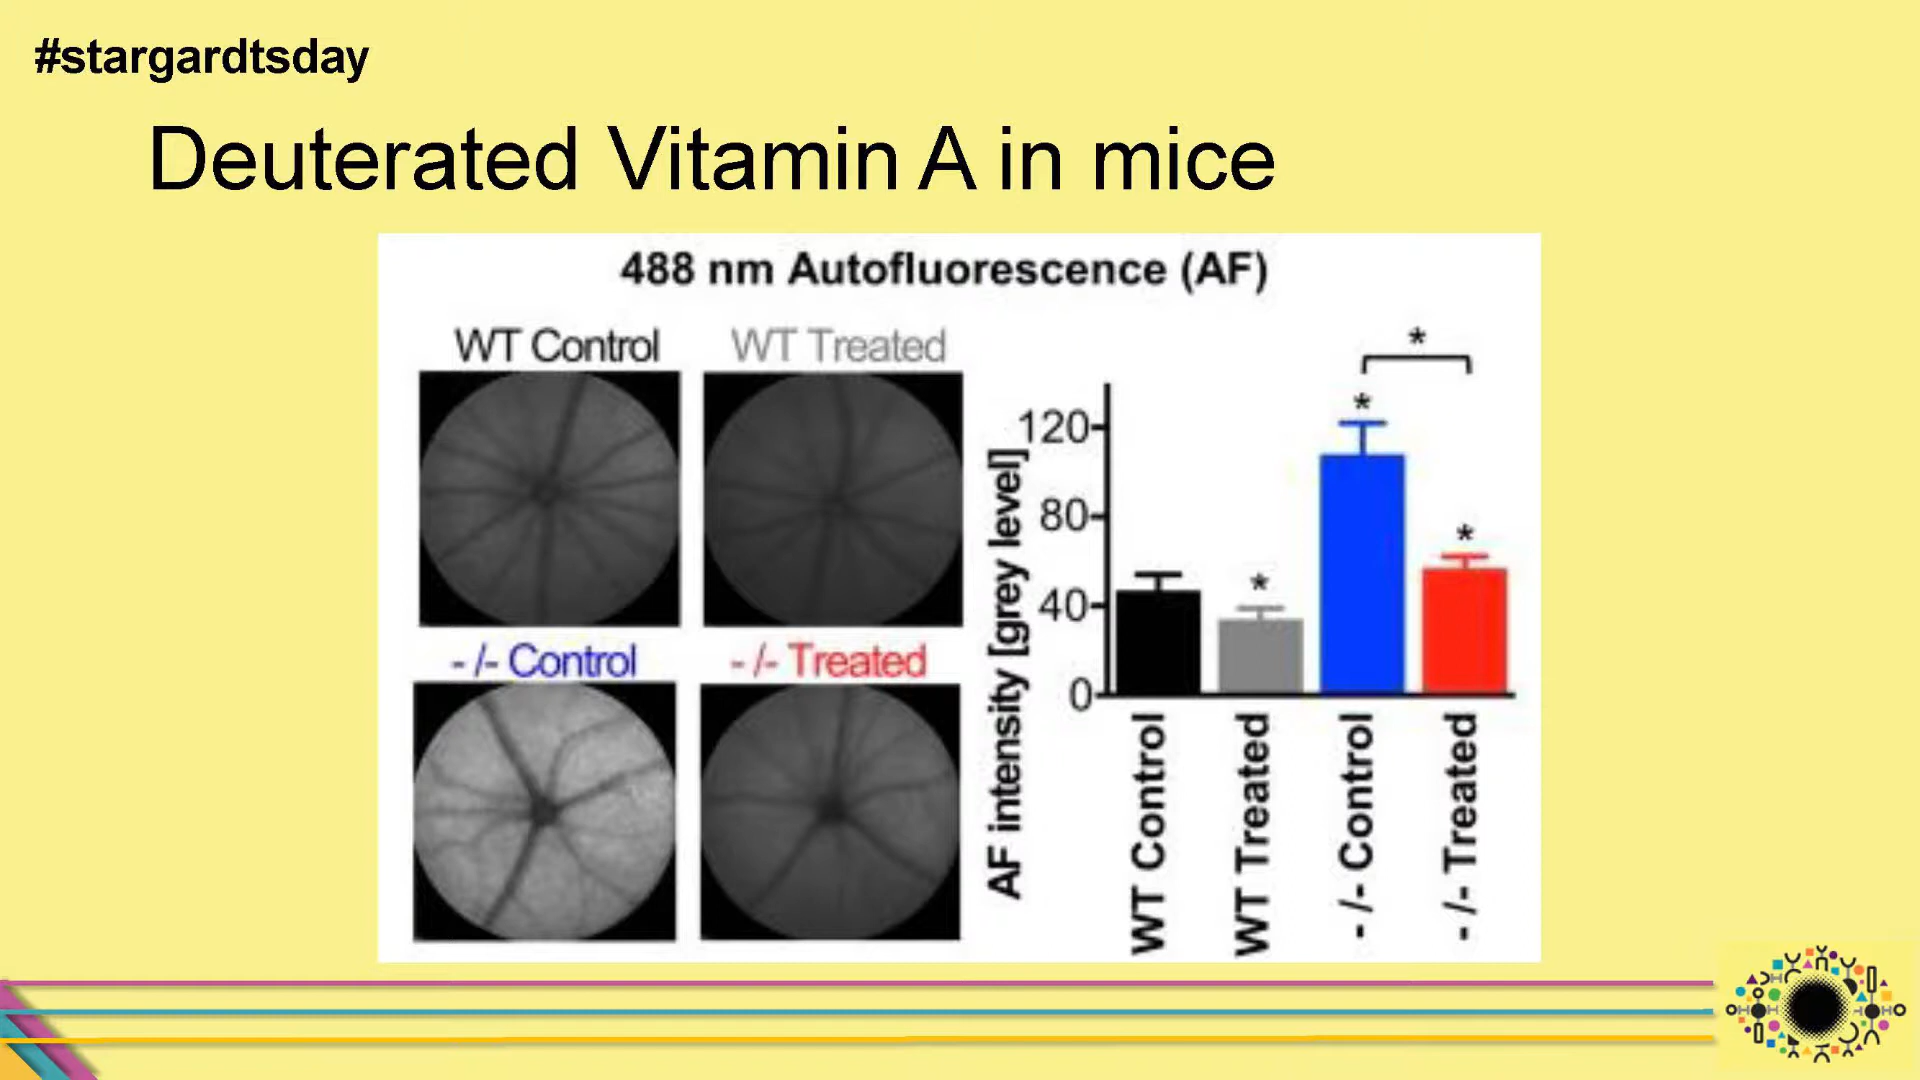 #stargardtsday
Deuterated Vitamin A in mice
488 nm Autofluorescence (AF)
WT Control
WT Treated
-/- Control
-/- Treated
AF intensity [grey level]
120
80
40
0
*
*
*
*
*
WT Control
WT Treated
-/- Control
-/- Treated